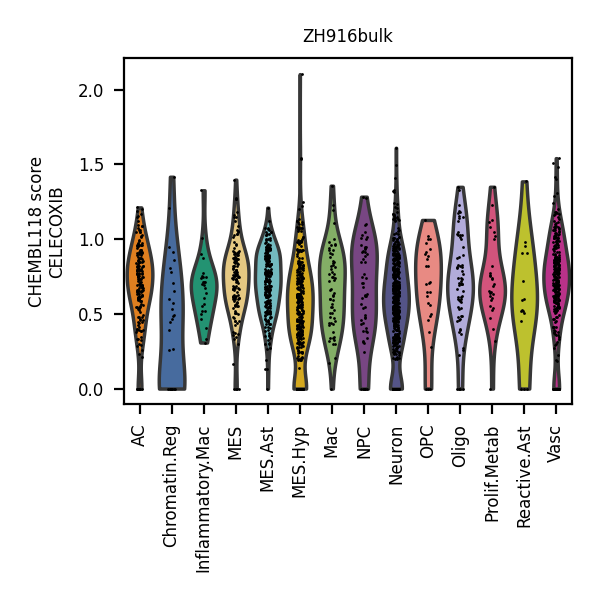 ZH916bulk
CHEMBL118 score
CELECOXIB
2.0
1.5
1.0
0.5
0.0
AC
Chromatin.Reg
Inflammatory.Mac
MES
MES.Ast
MES.Hyp
Mac
NPC
Neuron
OPC
Oligo
Prolif.Metab
Reactive.Ast
Vasc